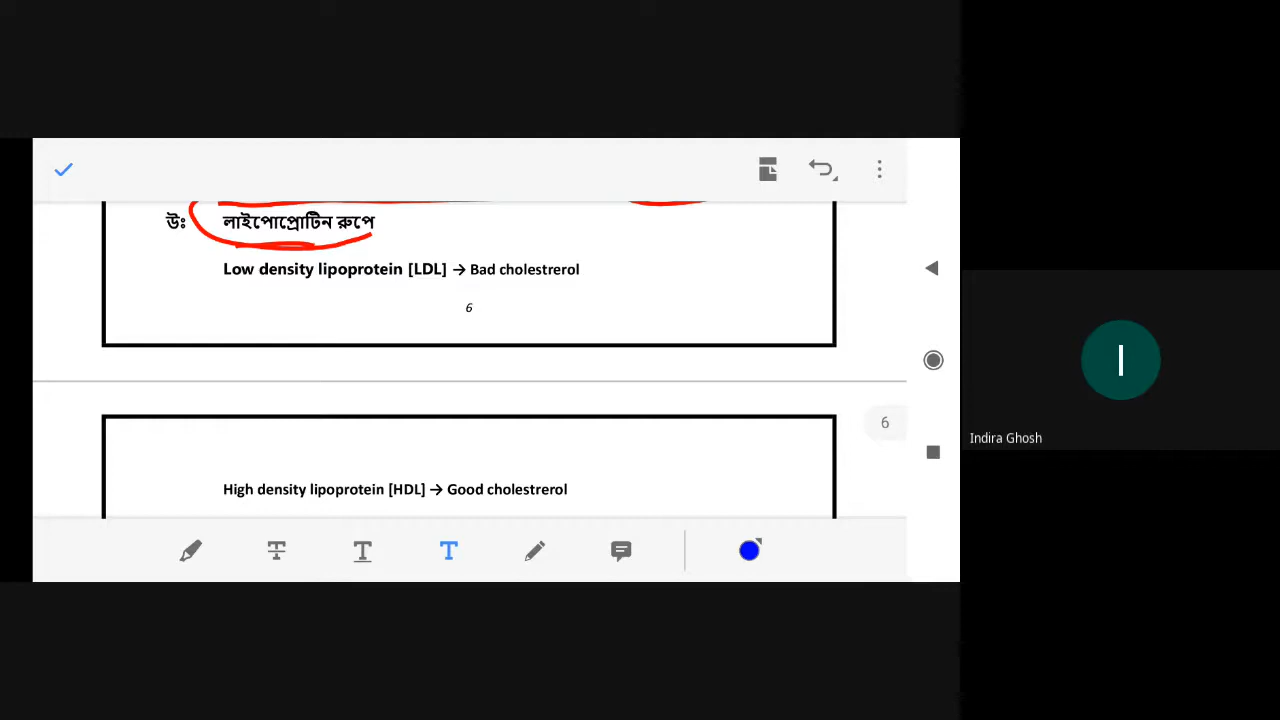 উঃ লাইপোপ্রোটিন রুপে
Low density lipoprotein [LDL] → Bad cholestrerol
6
6
High density lipoprotein [HDL] → Good cholestrerol
T T T
I
Indira Ghosh